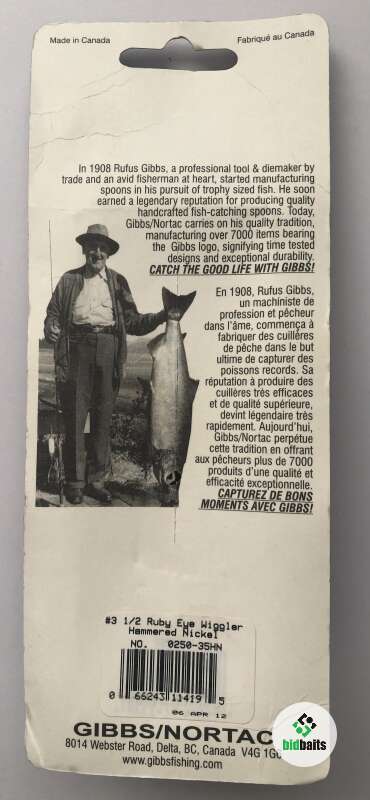 Made in Canada
Fabriqué au Canada
In 1908 Rufus Gibbs, a professional tool & diemaker by
trade and an avid fisherman at heart, started manufacturing
spoons in his pursuit of trophy sized fish. He soon
earned a legendary reputation for producing quality
handcrafted fish-catching spoons. Today,
Gibbs/Nortac carries on his quality tradition,
manufacturing over 7000 items bearing
the Gibbs logo, signifying time tested
designs and exceptional durability.
CATCH THE GOOD LIFE WITH GIBBS!
En 1908, Rufus Gibbs,
un machiniste de
profession et pêcheur
dans l'âme, commença à
fabriquer des cuillères
de pêche dans le but
ultime de capturer des
poissons records. Sa
réputation à produire des
cuillères très efficaces
et de qualité supérieure,
devint légendaire très
rapidement. Aujourd'hui,
Gibbs/Nortac perpétue
cette tradition en offrant
aux pêcheurs plus de 7000
produits d'une qualité et
efficacité exceptionnelle.
CAPTUREZ DE BONS
MOMENTS AVEC GIBBS!
#3 1/2 Ruby Eye Wiggler
Hammered Nickel
NO. 0250-35HN
0 66243 11419 5
06 APR 12
GIBBS/NORTAC
8014 Webster Road, Delta, BC, Canada V4G 1G
www.gibbsfishing.com
bidbaits